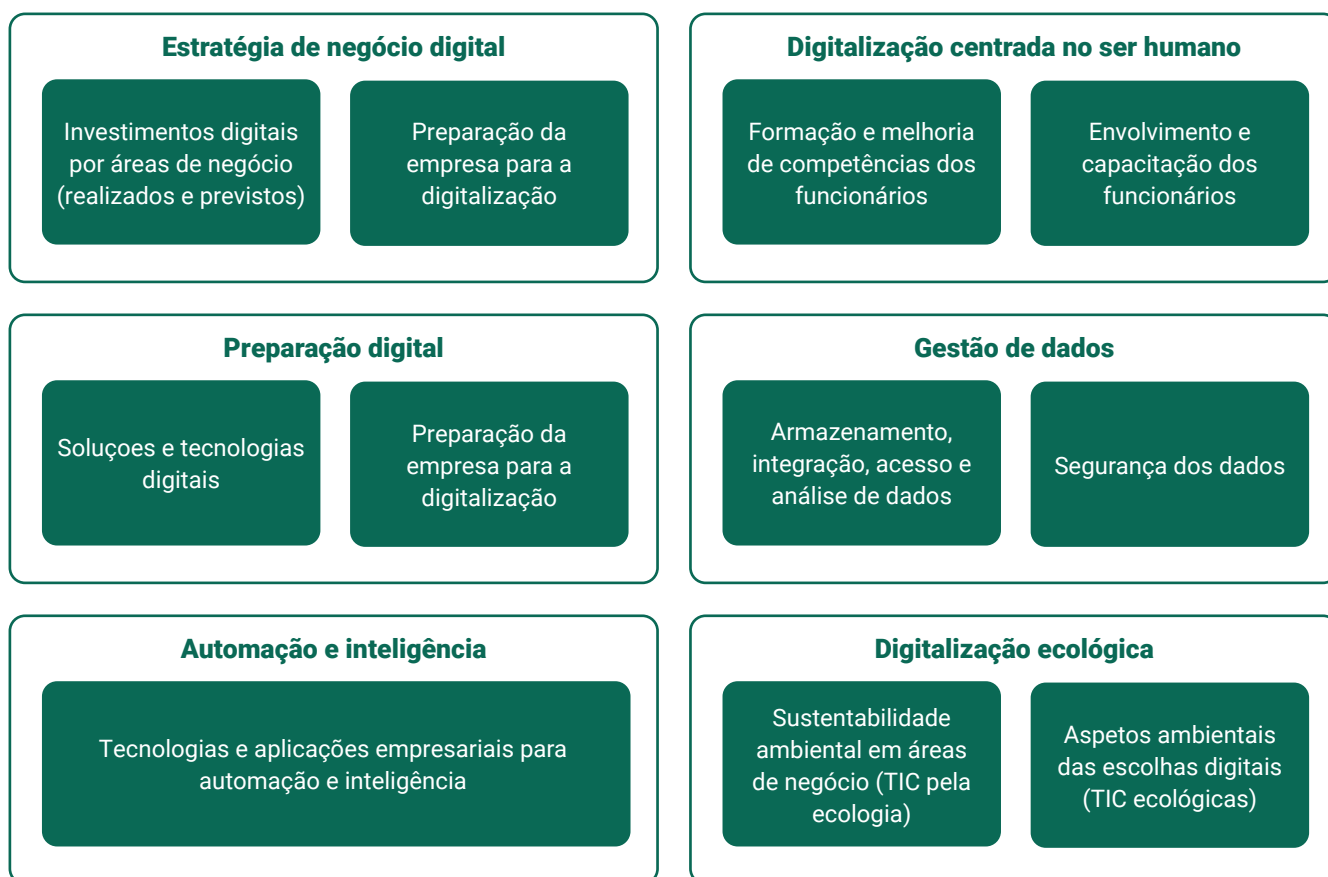 Estratégia de negócio digital
Investimentos digitais
por áreas de negócio
(realizados e previstos)
Preparação da
empresa para a
digitalização
Digitalização centrada no ser humano
Formação e melhoria
de competências dos
funcionários
Envolvimento e
capacitação dos
funcionários
Preparação digital
Soluçoes e tecnologias
digitais
Preparação da
empresa para a
digitalização
Gestão de dados
Armazenamento,
integração, acesso e
análise de dados
Segurança dos dados
Automação e inteligência
Tecnologias e aplicações empresariais para
automação e inteligência
Digitalização ecológica
Sustentabilidade
ambiental em áreas
de negócio (TIC pela
ecologia)
Aspetos ambientais
das escolhas digitais
(TIC ecológicas)